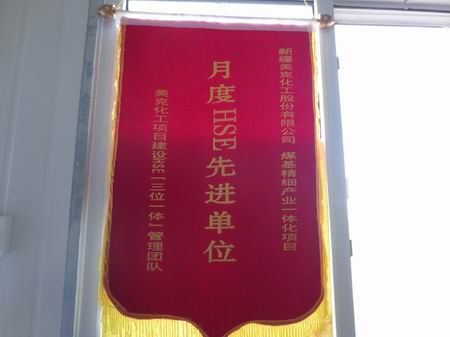 新疆美克化工股份有限公司 煤基精细产业一体化项目
月度HSE先进单位
美克化工项目建设HSE「三位一体」管理团队